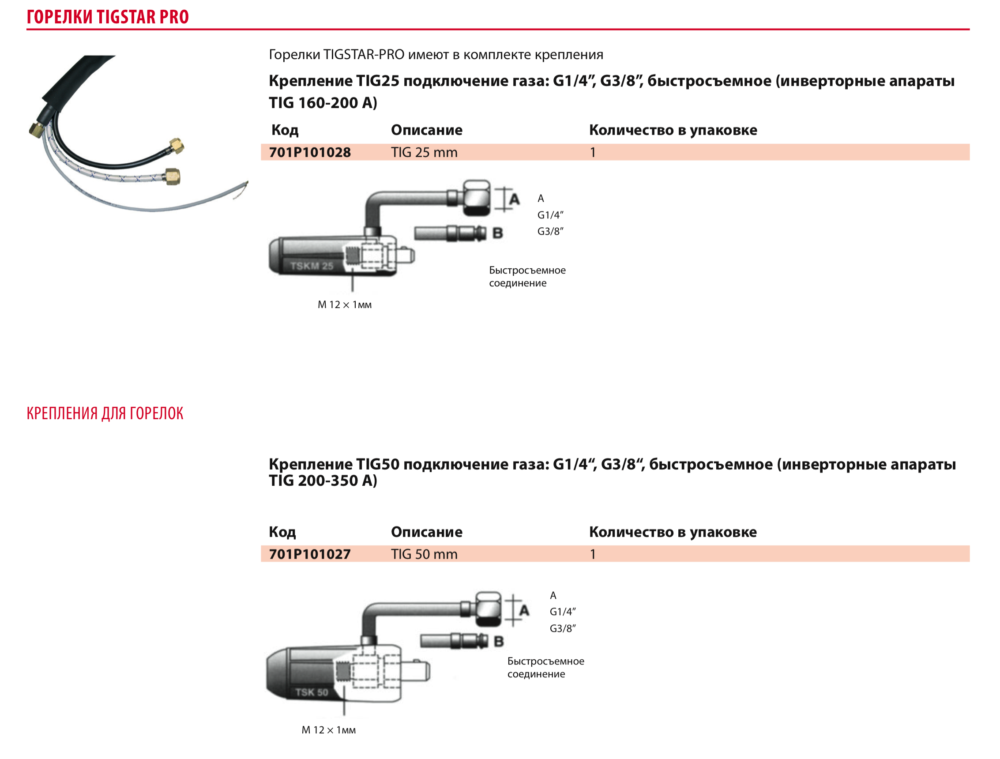 ГОРЕЛКИ TIGSTAR PRO
Горелки TIGSTAR-PRO имеют в комплекте крепления
Крепление TIG25 подключение газа: G1/4”, G3/8”, быстросъемное (инверторные апараты
TIG 160-200 А)
Код Описание Количество в упаковке
701P101028 TIG 25 mm 1
A
A
G1/4”
G3/8”
B
TSKM 25
Быстросъемное
соединение
М 12 × 1мм
КРЕПЛЕНИЯ ДЛЯ ГОРЕЛОК
Крепление TIG50 подключение газа: G1/4“, G3/8“, быстросъемное (инверторные апараты
TIG 200-350 А)
Код Описание Количество в упаковке
701P101027 TIG 50 mm 1
A
A
G1/4”
G3/8”
B
Быстросъемное
соединение
TSK 50
М 12 × 1мм